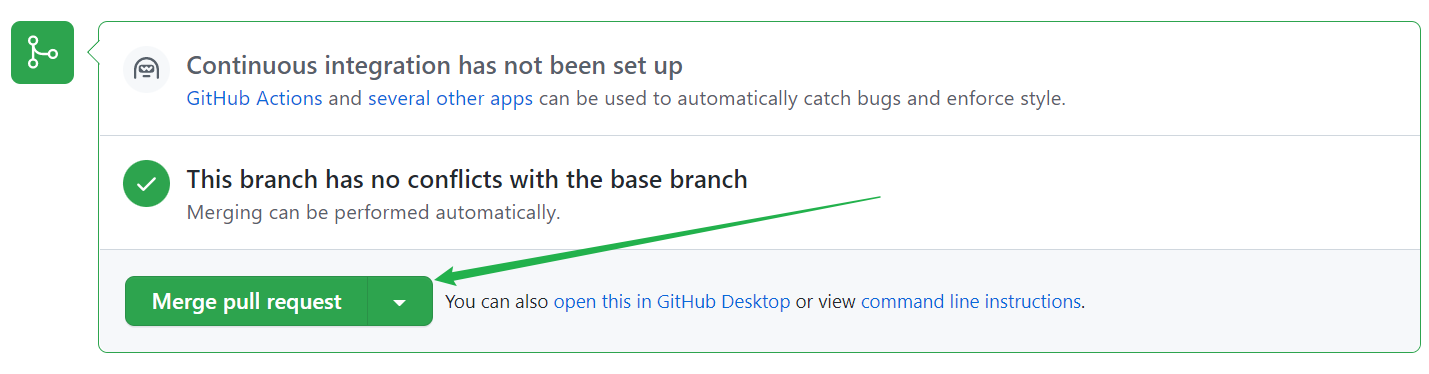 Continuous integration has not been set up
GitHub Actions and several other apps can be used to automatically catch bugs and enforce style.
This branch has no conflicts with the base branch
Merging can be performed automatically.
Merge pull request
You can also open this in GitHub Desktop or view command line instructions.